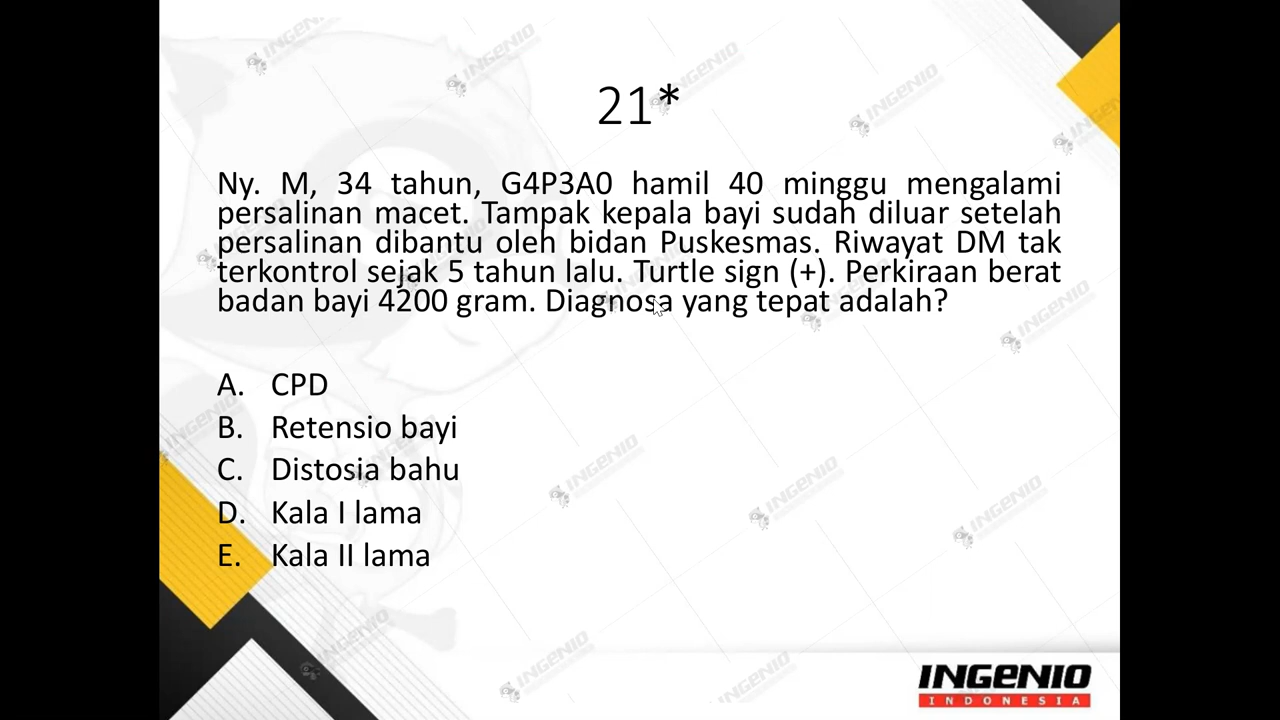 21*
Ny. M, 34 tahun, G4P3A0 hamil 40 minggu mengalami
persalinan macet. Tampak kepala bayi sudah diluar setelah
persalinan dibantu oleh bidan Puskesmas. Riwayat DM tak
terkontrol sejak 5 tahun lalu. Turtle sign (+). Perkiraan berat
badan bayi 4200 gram. Diagnosa yang tepat adalah?
A. CPD
B. Retensio bayi
C. Distosia bahu
D. Kala I lama
E. Kala II lama
INGENIO
INDONESIA